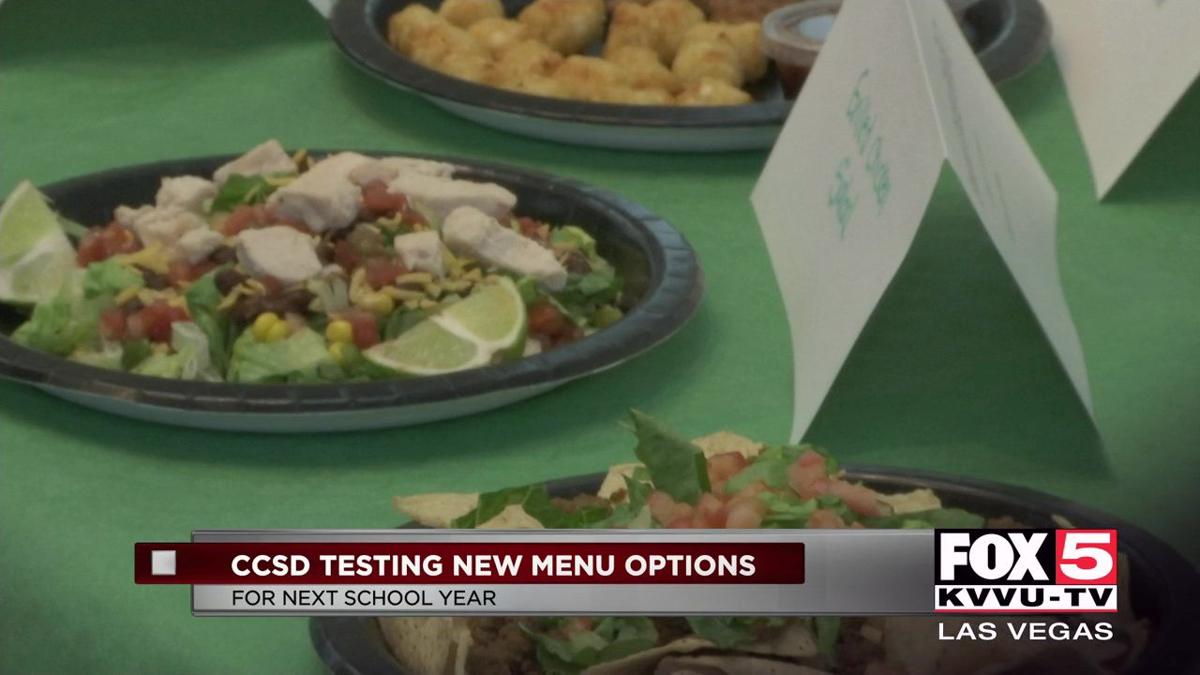 CCSD TESTING NEW MENU OPTIONS
FOR NEXT SCHOOL YEAR
FOX 5
KVVU-TV
LAS VEGAS